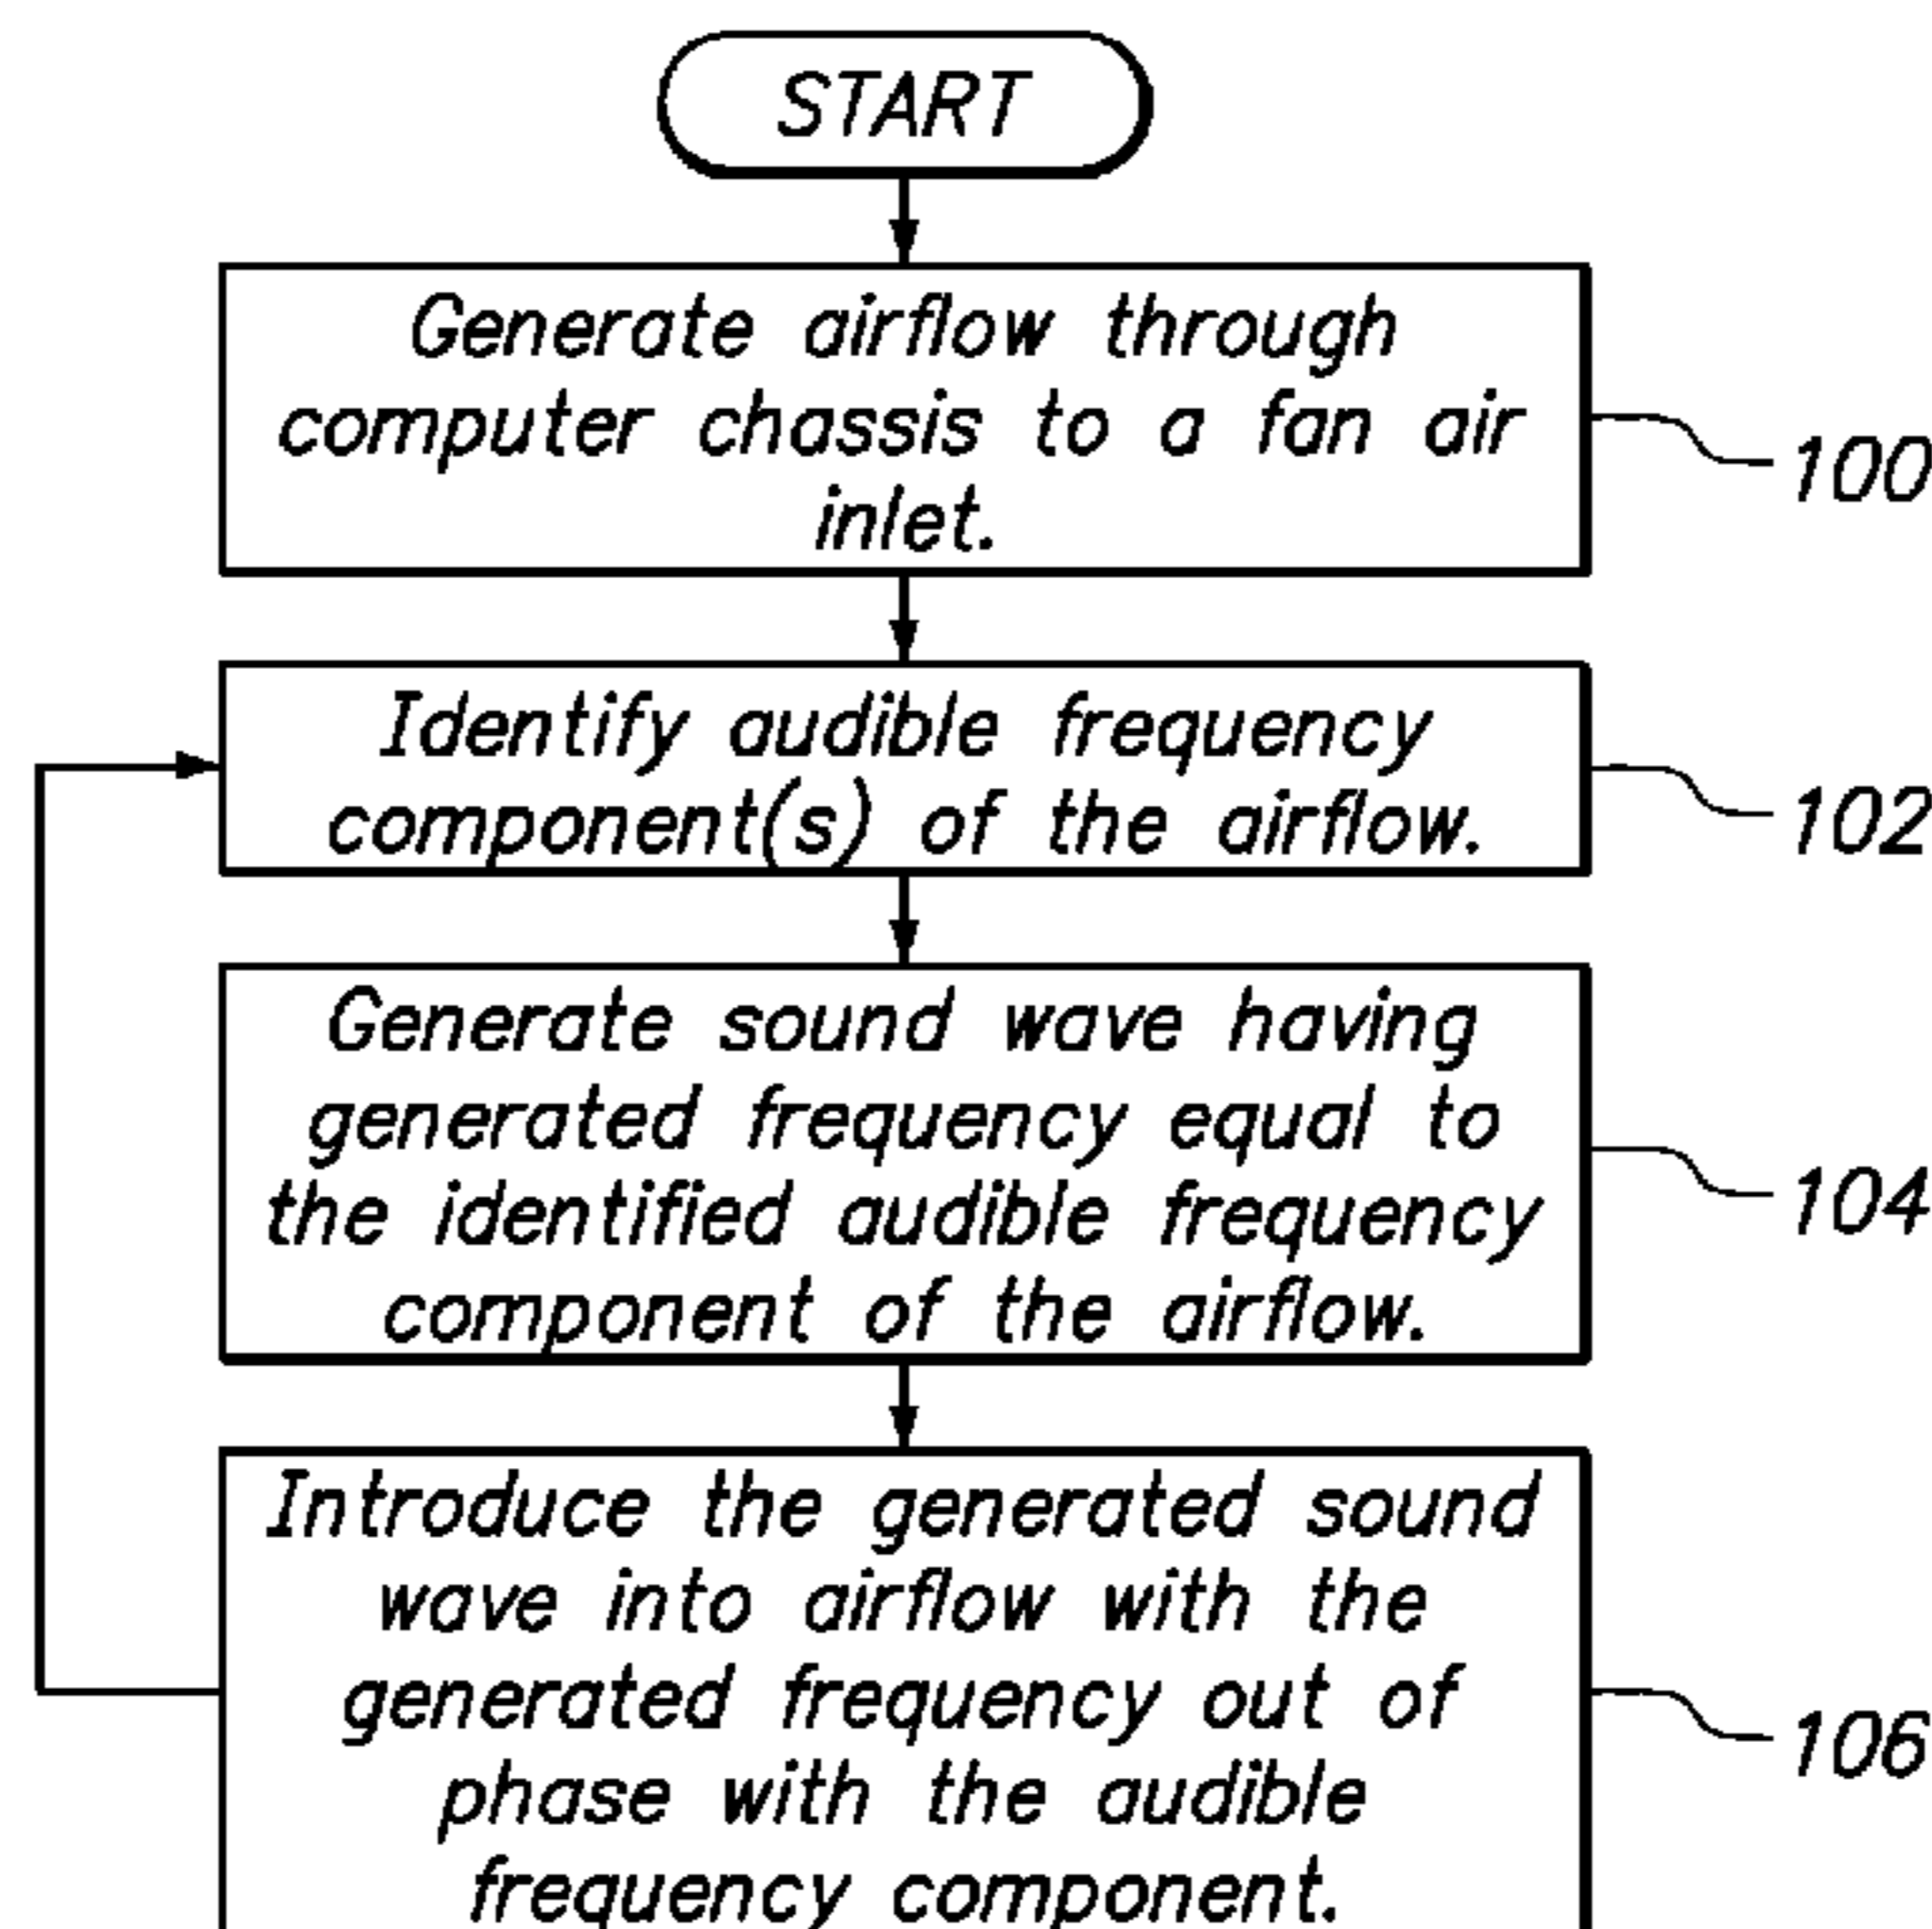 START
Generate airflow through
computer chassis to a fan air
inlet.
100
Identify audible frequency
component(s) of the airflow.
102
Generate sound wave having
generated frequency equal to
the identified audible frequency
component of the airflow.
104
Introduce the generated sound
wave into airflow with the
generated frequency out of
phase with the audible
frequency component.
106